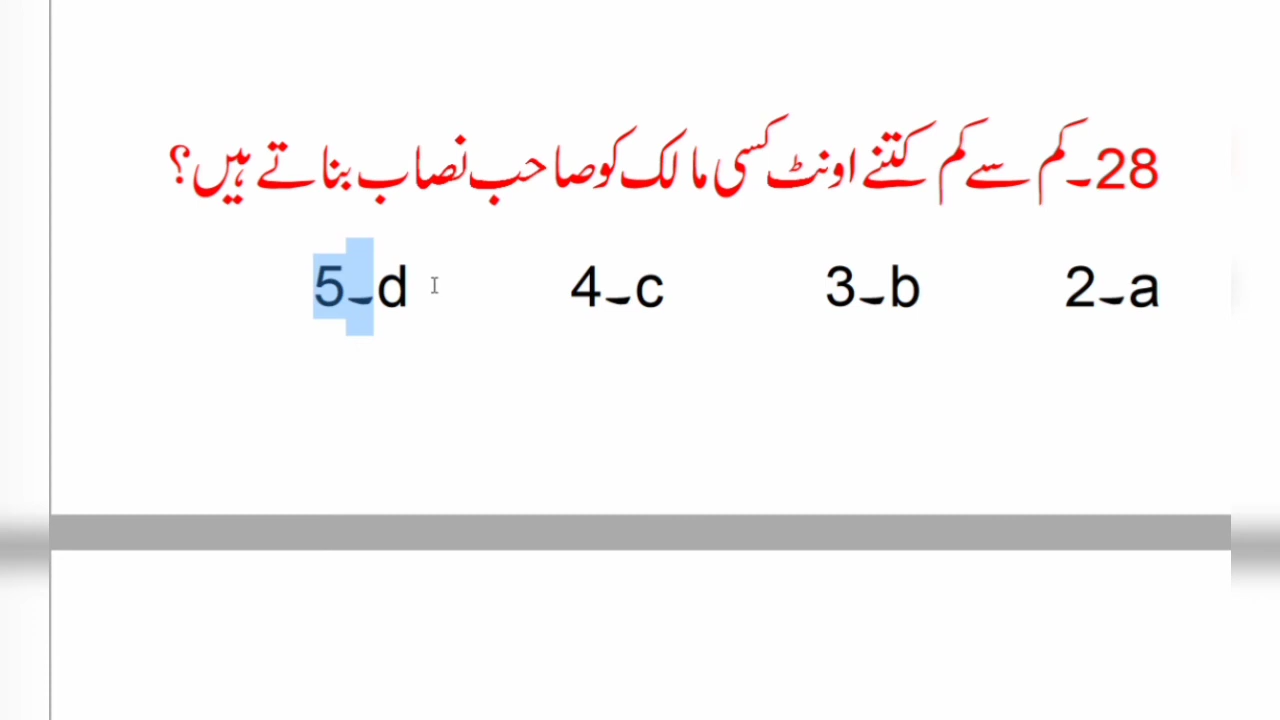 28۔کم سے کم کتنے اونٹ کسی مالک کو صاحب نصاب بناتے ہیں؟
a۔2 b۔3 c۔4 d۔5